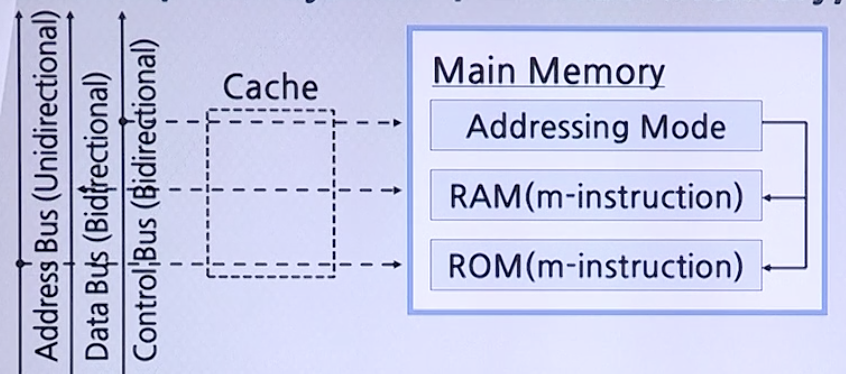 Address Bus (Unidirectional)
Data Bus (Bidirectional)
Control Bus (Bidirectional)
Cache
Main Memory
Addressing Mode
RAM(m-instruction)
ROM(m-instruction)